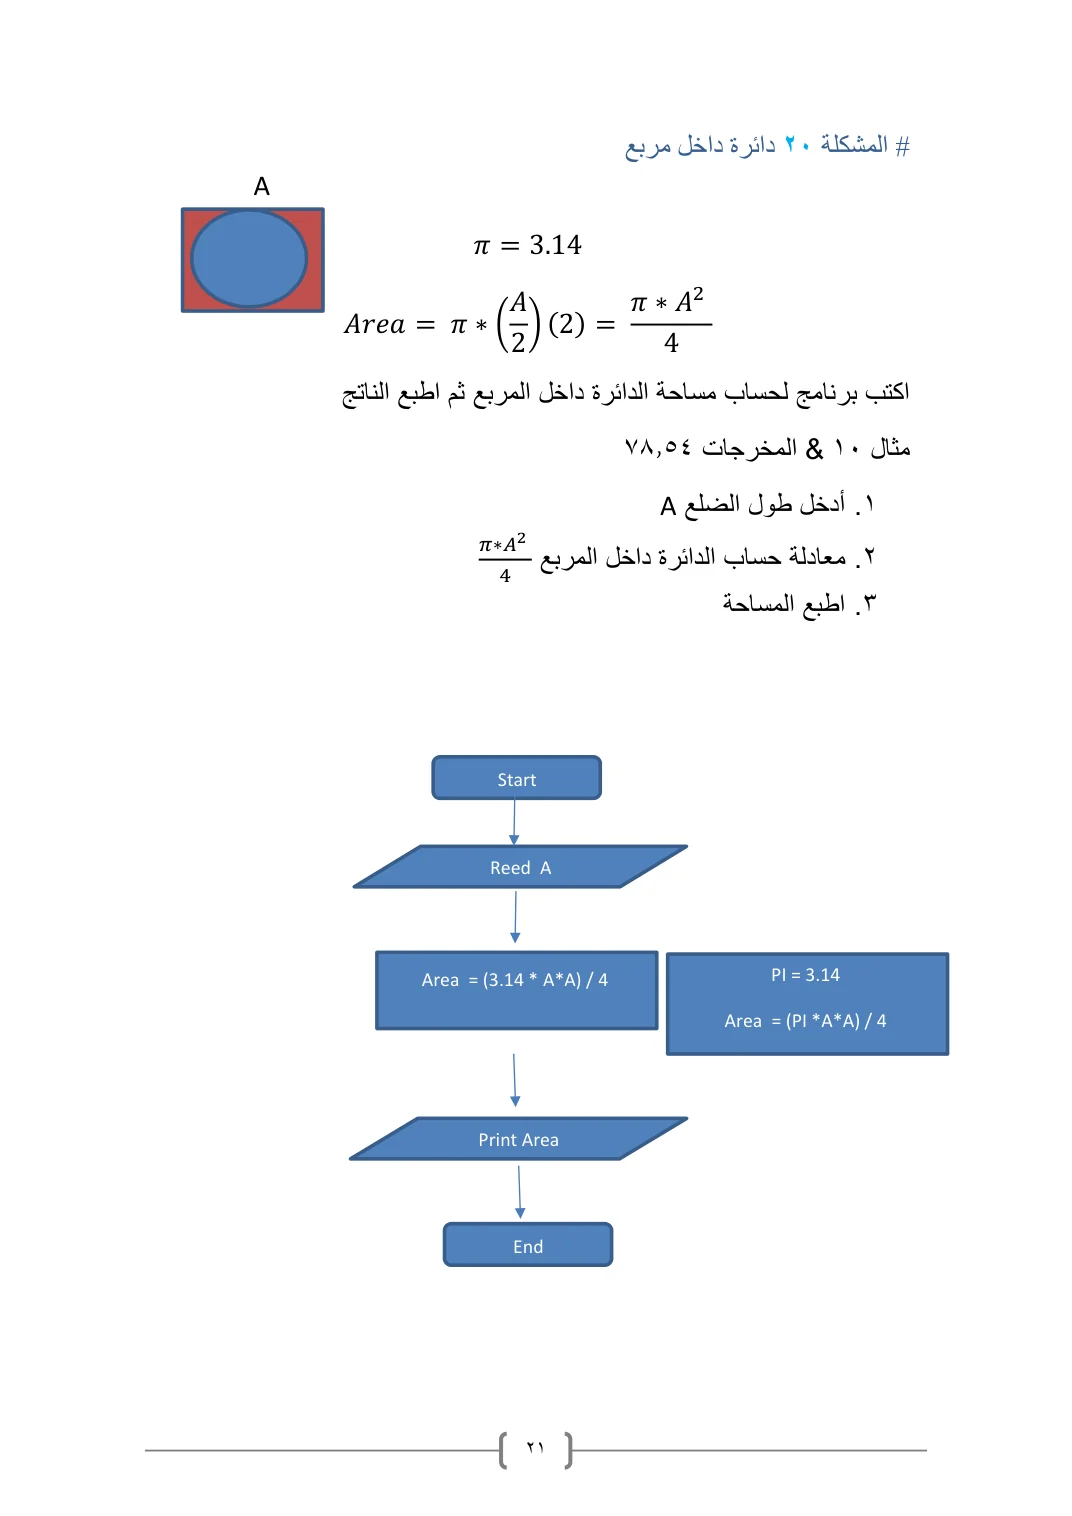 # المشكلة ٢٠ دائرة داخل مربع
A
π = 3.14
Area = π * (A/2) (2) = π * A² / 4
اكتب برنامج لحساب مساحة الدائرة داخل المربع ثم اطبع الناتج
مثال ١٠ & المخرجات ٧٨,٥٤
١. أدخل طول الضلع A
٢. معادلة حساب الدائرة داخل المربع π*A²/4
٣. اطبع المساحة
Start
Reed A
Area = (3.14 * A*A) / 4
PI = 3.14
Area = (PI *A*A) / 4
Print Area
End
٢١